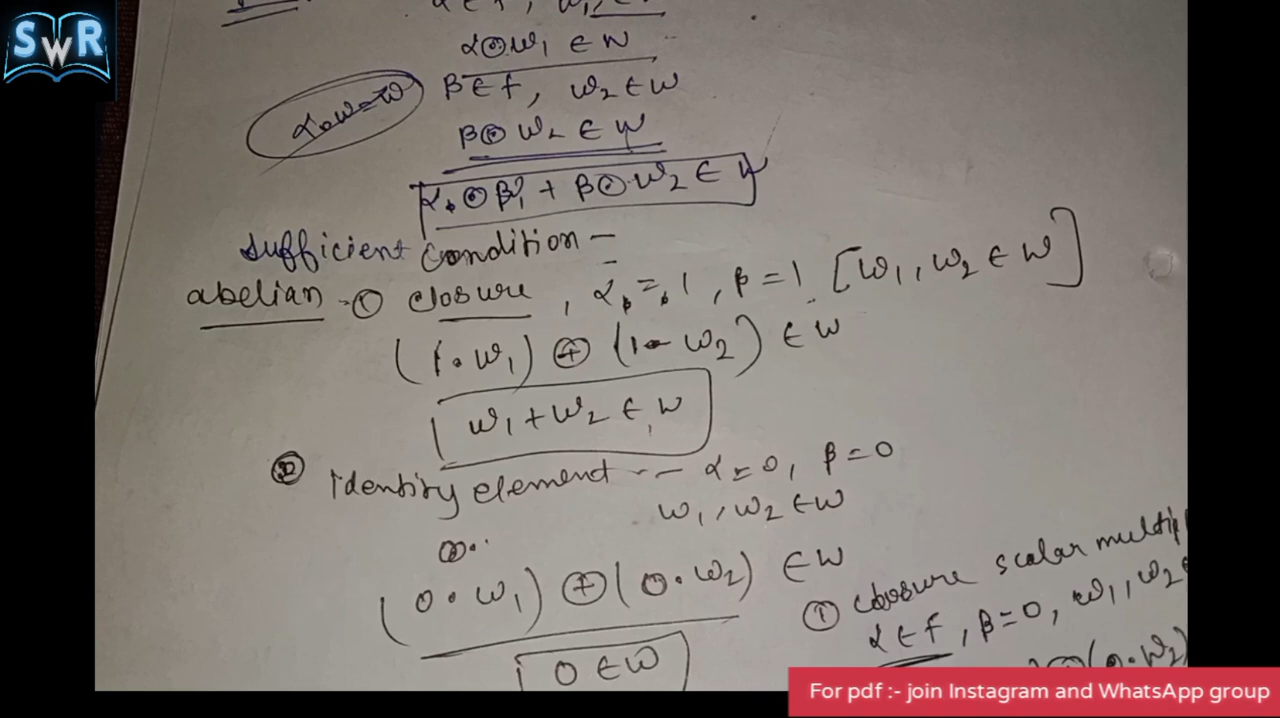 SWR
α⊙w₁ ∈ W
β∈f, w₂∈W
α•w=w
β⊙w₂ ∈ W
α•⊙β₁ + β⊙w₂ ∈ W
Sufficient Condition –
abelian - ① closure, α = 1, β = 1 [w₁, w₂ ∈ W]
(1•w₁) ⊕ (1•w₂) ∈ W
w₁+w₂ ∈ W
② Identity element -- α=0, β=0
w₁, w₂ ∈ W
(0•w₁) ⊕ (0•w₂) ∈ W
0 ∈ W
① closure scalar multip
α∈f, β=0, w₁, w₂
For pdf :- join Instagram and WhatsApp group